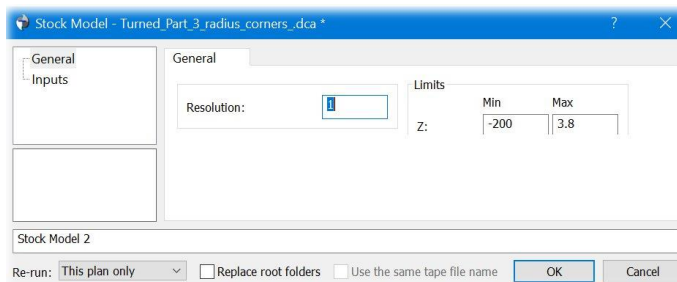 Stock Model - Turned_Part_3_radius_corners_.dca * ?
General
Inputs
General
Resolution: 1
Limits
Min Max
Z: -200 3.8
Stock Model 2
Re-run: This plan only Replace root folders Use the same tape file name OK Cancel